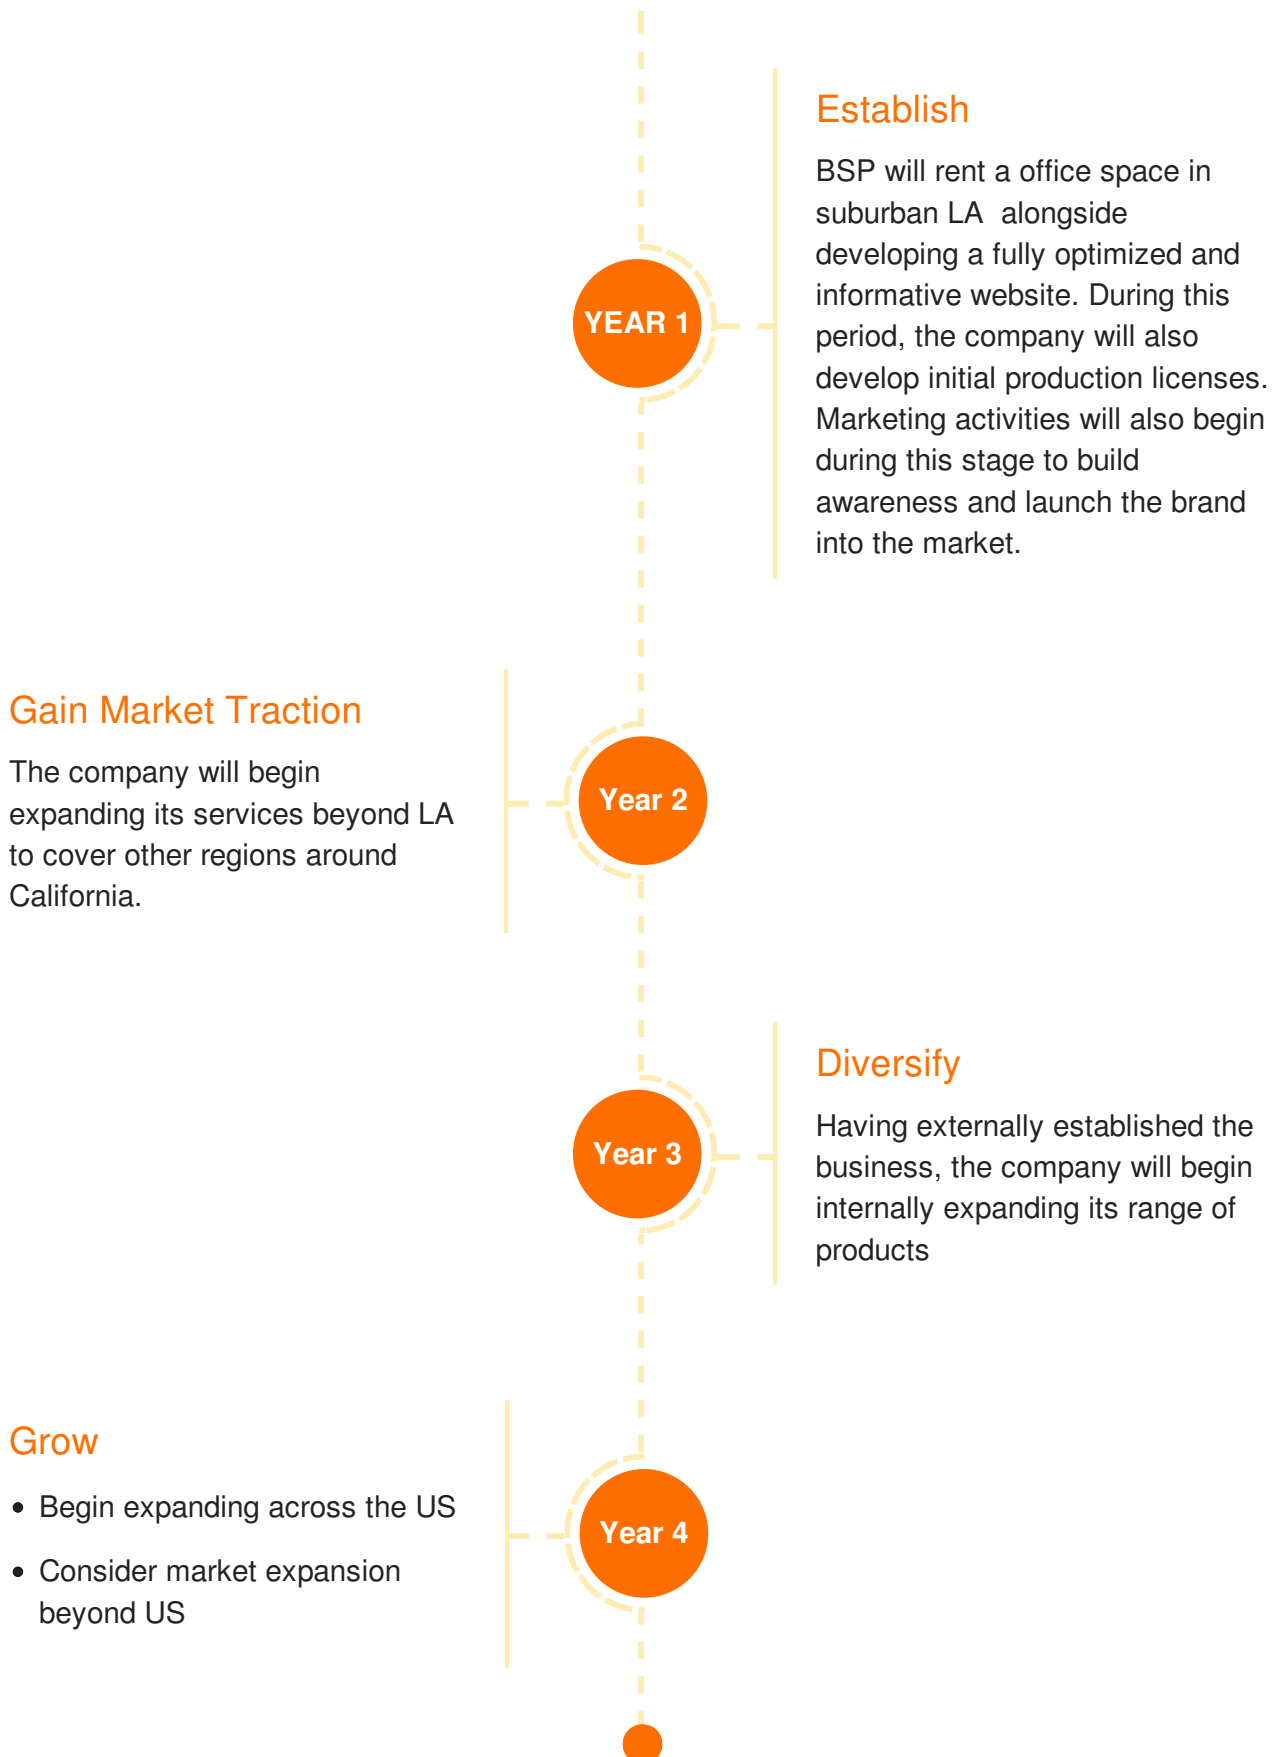 Establish
BSP will rent a office space in
suburban LA  alongside
developing a fully optimized and
informative website. During this
period, the company will also
develop initial production licenses.
Marketing activities will also begin
during this stage to build
awareness and launch the brand
into the market.
YEAR 1
Gain Market Traction
The company will begin
expanding its services beyond LA
to cover other regions around
California.
Year 2
Diversify
Having externally established the
business, the company will begin
internally expanding its range of
products
Year 3
Grow
• Begin expanding across the US
• Consider market expansion
beyond US
Year 4